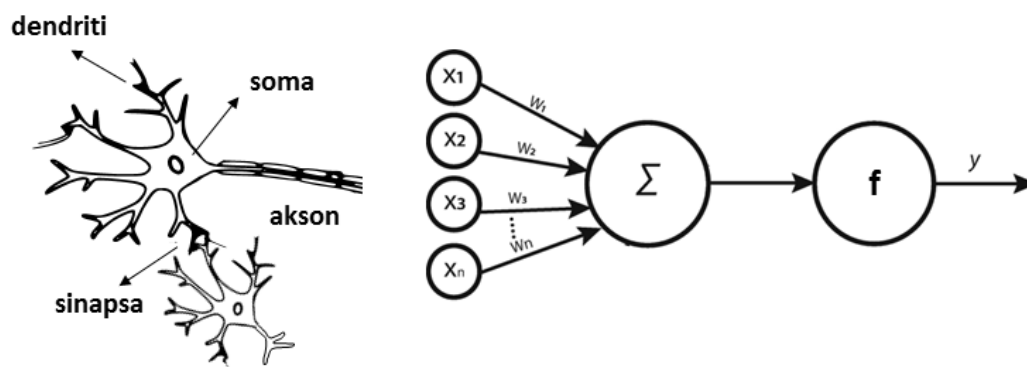 dendriti
soma
akson
sinapsa
X1
X2
X3
Xn
W1
W2
W3
Wn
Σ
f
y